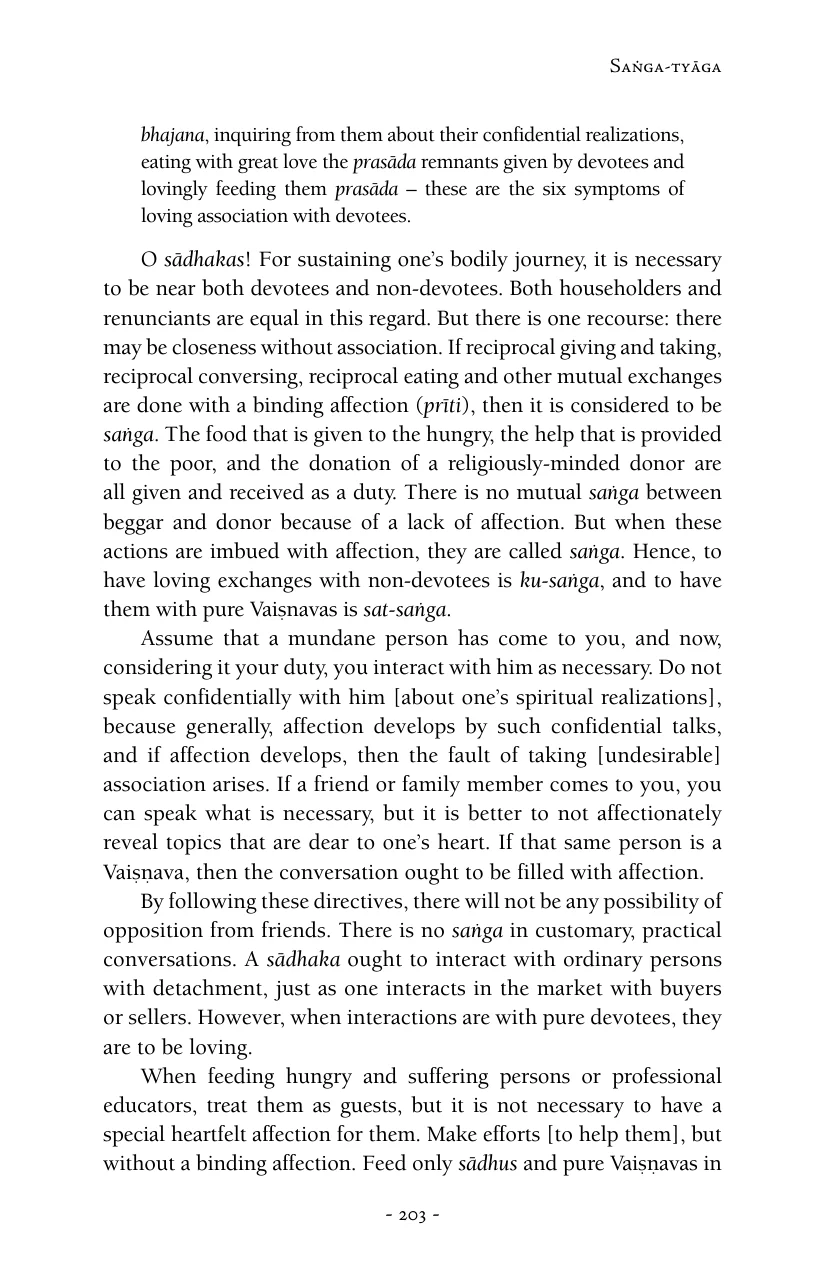 Saṅga-tyāga
bhajana, inquiring from them about their confidential realizations,
eating with great love the prasāda remnants given by devotees and
lovingly feeding them prasāda – these are the six symptoms of
loving association with devotees.
O sādhakas! For sustaining one’s bodily journey, it is necessary
to be near both devotees and non-devotees. Both householders and
renunciants are equal in this regard. But there is one recourse: there
may be closeness without association. If reciprocal giving and taking,
reciprocal conversing, reciprocal eating and other mutual exchanges
are done with a binding affection (prīti), then it is considered to be
saṅga. The food that is given to the hungry, the help that is provided
to the poor, and the donation of a religiously-minded donor are
all given and received as a duty. There is no mutual saṅga between
beggar and donor because of a lack of affection. But when these
actions are imbued with affection, they are called saṅga. Hence, to
have loving exchanges with non-devotees is ku-saṅga, and to have
them with pure Vaiṣnavas is sat-saṅga.
Assume that a mundane person has come to you, and now,
considering it your duty, you interact with him as necessary. Do not
speak confidentially with him [about one’s spiritual realizations],
because generally, affection develops by such confidential talks,
and if affection develops, then the fault of taking [undesirable]
association arises. If a friend or family member comes to you, you
can speak what is necessary, but it is better to not affectionately
reveal topics that are dear to one’s heart. If that same person is a
Vaiṣṇava, then the conversation ought to be filled with affection.
By following these directives, there will not be any possibility of
opposition from friends. There is no saṅga in customary, practical
conversations. A sādhaka ought to interact with ordinary persons
with detachment, just as one interacts in the market with buyers
or sellers. However, when interactions are with pure devotees, they
are to be loving.
When feeding hungry and suffering persons or professional
educators, treat them as guests, but it is not necessary to have a
special heartfelt affection for them. Make efforts [to help them], but
without a binding affection. Feed only sādhus and pure Vaiṣṇavas in
- 203 -